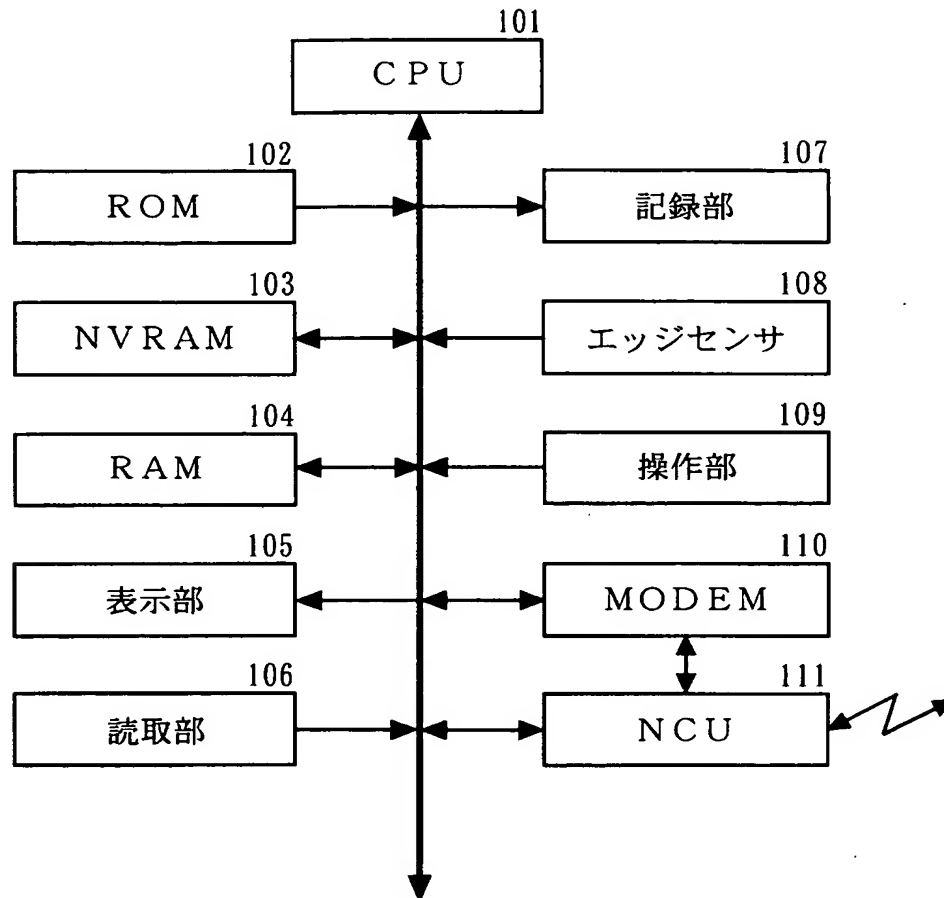 101
ＣＰＵ
102
ＲＯＭ
107
記録部
103
ＮＶＲＡＭ
108
エッジセンサ
104
ＲＡＭ
109
操作部
105
表示部
110
ＭＯＤＥＭ
106
読取部
111
ＮＣＵ